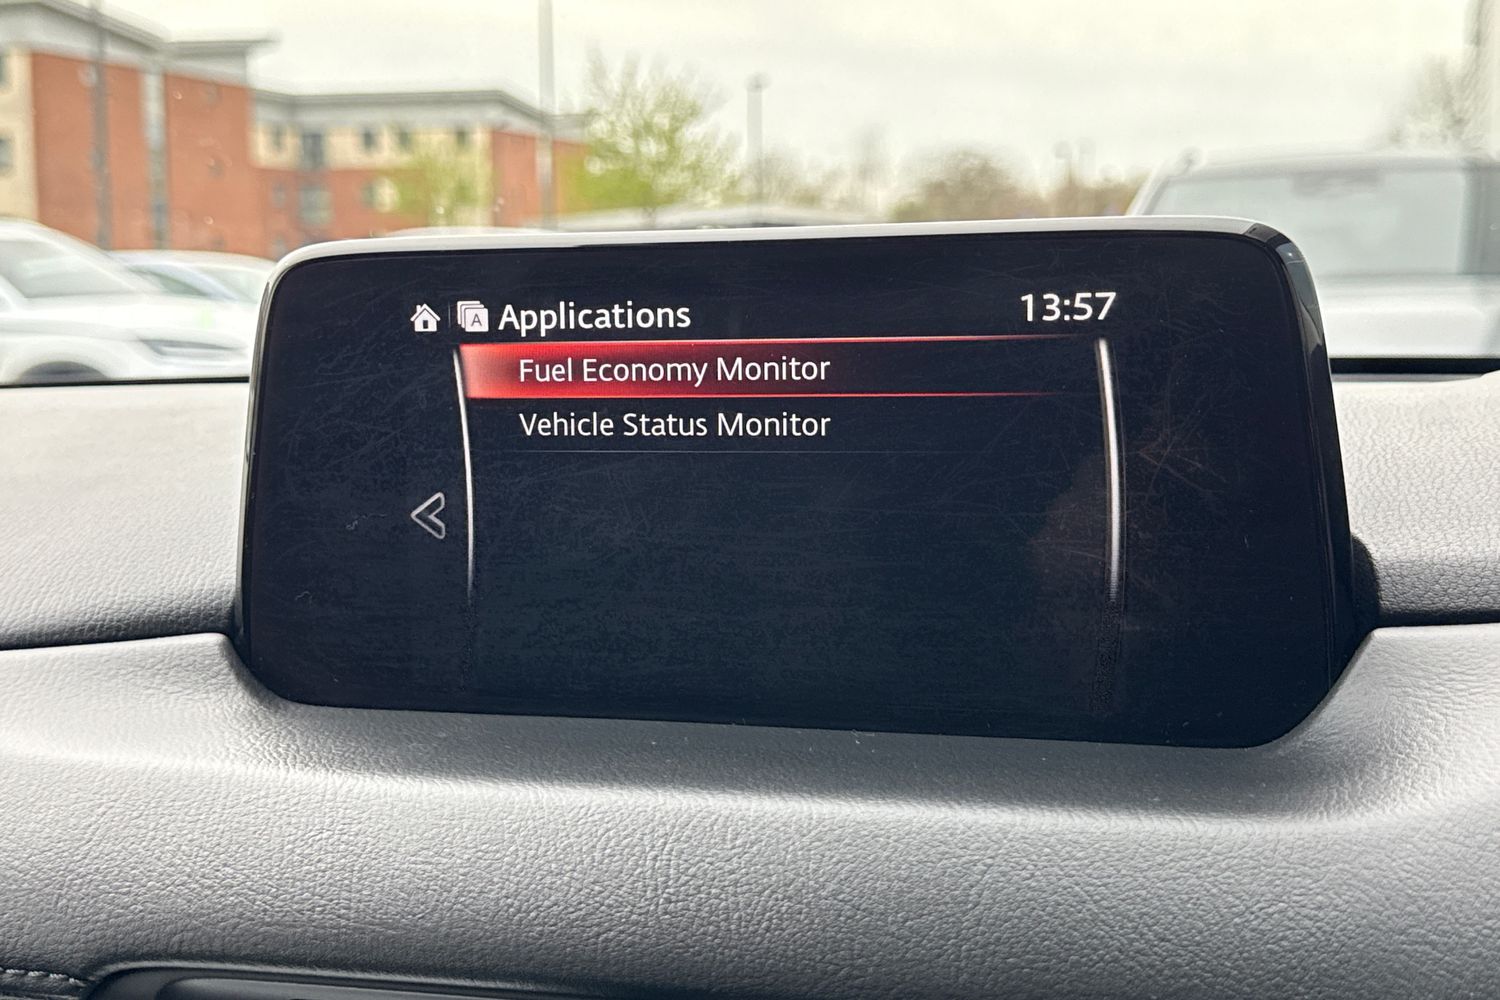 Applications
13:57
Fuel Economy Monitor
Vehicle Status Monitor